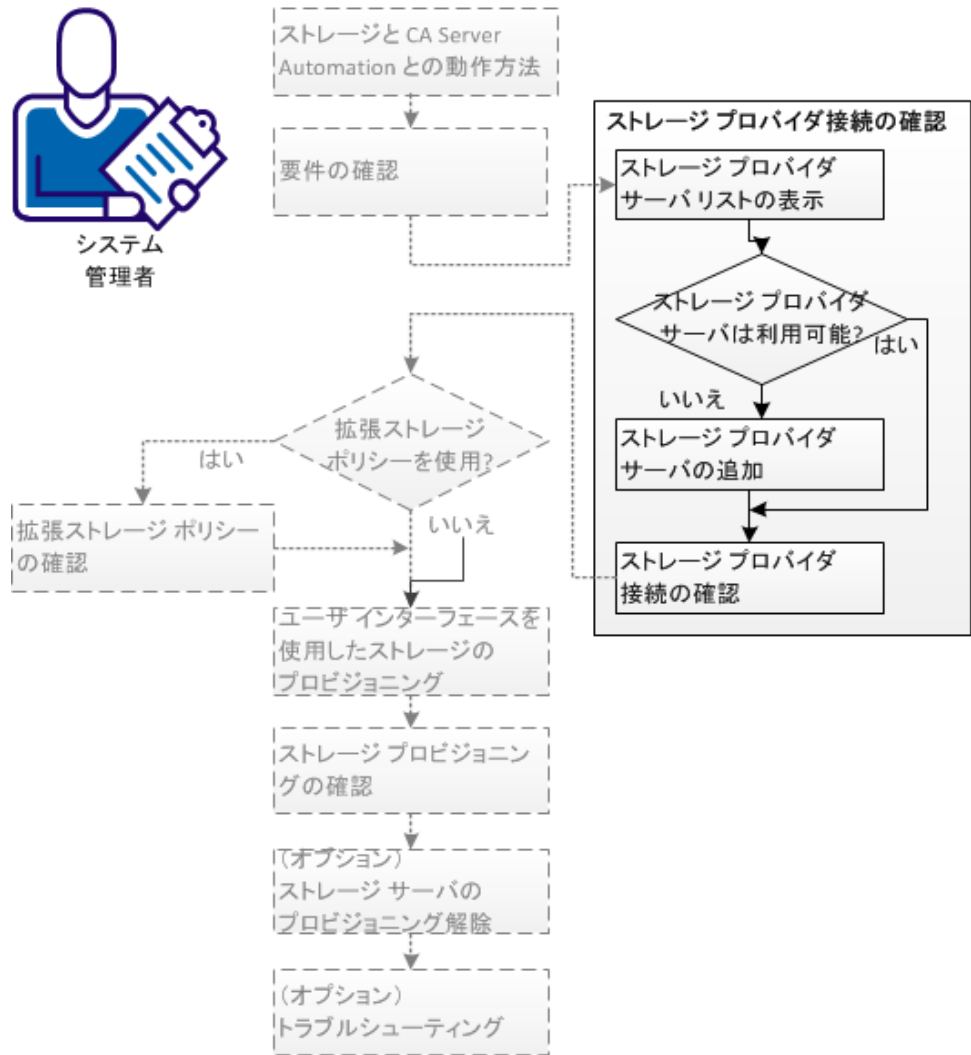 ストレージと CA Server
Automation との動作方法
要件の確認
システム
管理者
ストレージ プロバイダ接続の確認
ストレージ プロバイダ
サーバ リストの表示
ストレージ プロバイダ
サーバは利用可能?
はい
いいえ
ストレージ プロバイダ
サーバの追加
ストレージ プロバイダ
接続の確認
拡張ストレージ
ポリシーを使用?
はい
いいえ
拡張ストレージ ポリシー
の確認
ユーザ インターフェースを
使用したストレージの
プロビジョニング
ストレージ プロビジョニン
グの確認
(オプション)
ストレージ サーバの
プロビジョニング解除
(オプション)
トラブルシューティング